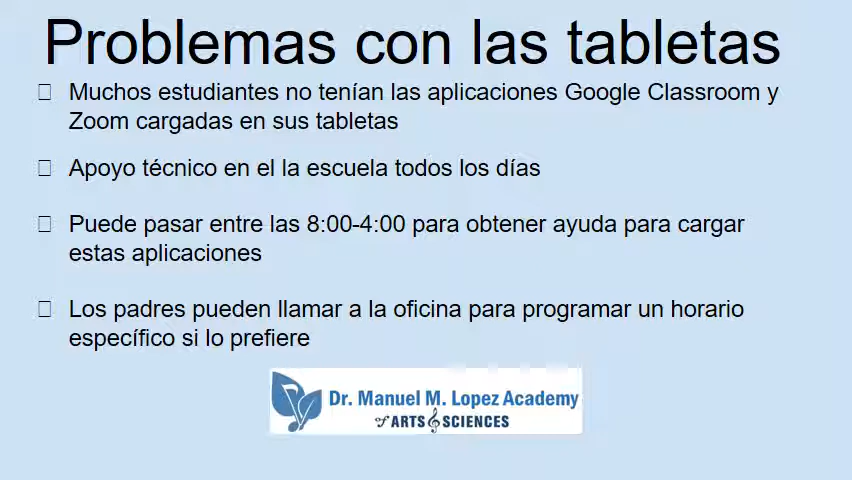 Problemas con las tabletas
Muchos estudiantes no tenían las aplicaciones Google Classroom y
Zoom cargadas en sus tabletas
Apoyo técnico en el la escuela todos los días
Puede pasar entre las 8:00-4:00 para obtener ayuda para cargar
estas aplicaciones
Los padres pueden llamar a la oficina para programar un horario
específico si lo prefiere
Dr. Manuel M. Lopez Academy
of ARTS & SCIENCES